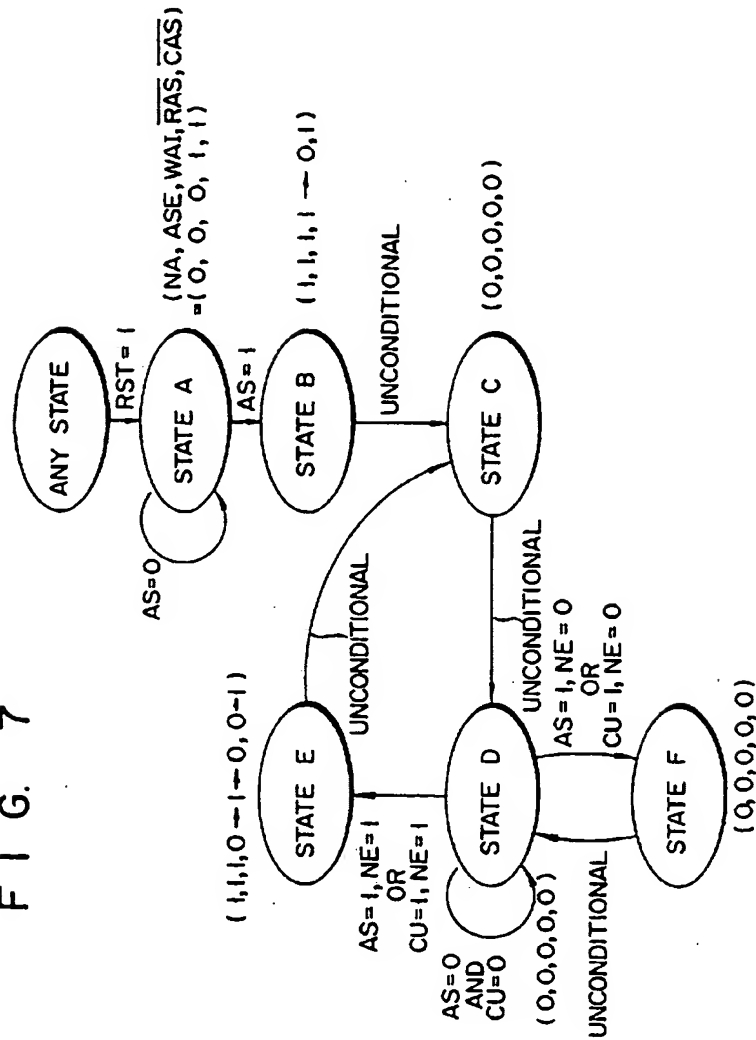 FIG. 7
ANY STATE
RST=1
STATE A
(NA, ASE, WAI, R̅A̅S̅, C̅A̅S̅)
=(0, 0, 0, 1, 1)
AS=0
AS=1
STATE B
(1,1,1,1→0,1)
UNCONDITIONAL
STATE C
(0,0,0,0,0)
(1,1,1,0→1→0,0→1)
STATE E
UNCONDITIONAL
AS=1, NE=1
OR
CU=1, NE=1
STATE D
UNCONDITIONAL
AS=0
AND
CU=0
(0,0,0,0,0)
AS=1, NE=0
OR
CU=1, NE=0
UNCONDITIONAL
STATE F
(0,0,0,0,0)